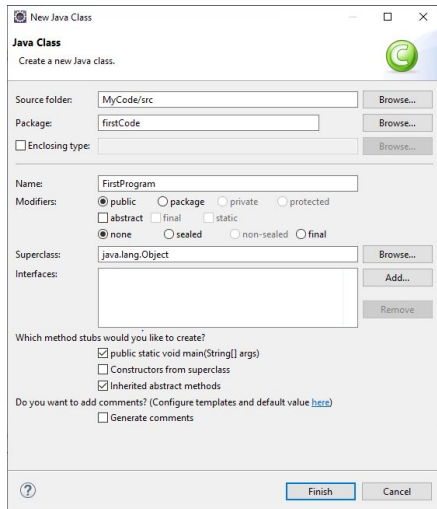 New Java Class
Java Class
Create a new Java class.
C
Source folder: MyCode/src Browse...
Package: firstCode Browse...
Enclosing type: Browse...
Name: FirstProgram
Modifiers: public package private protected
abstract final static
none sealed non-sealed final
Superclass: java.lang.Object Browse...
Interfaces: Add...
Remove
Which method stubs would you like to create?
public static void main(String[] args)
Constructors from superclass
Inherited abstract methods
Do you want to add comments? (Configure templates and default value here)
Generate comments
? Finish Cancel